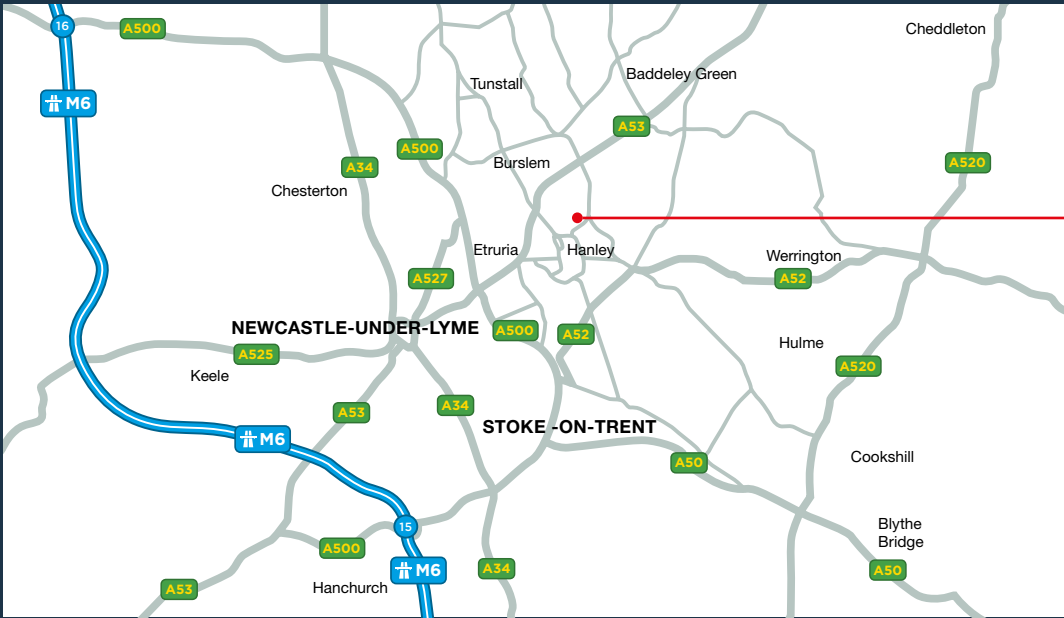 16
A500
Cheddleton
Tunstall
Baddeley Green
M6
A53
A500
A34
Burslem
A520
Chesterton
Etruria
Hanley
Werrington
A527
A52
NEWCASTLE-UNDER-LYME
A500
A52
Hulme
A525
Keele
A520
A53
A34
STOKE -ON-TRENT
M6
Cookshill
A50
15
Blythe
Bridge
A500
M6
A34
A50
Hanchurch
A53